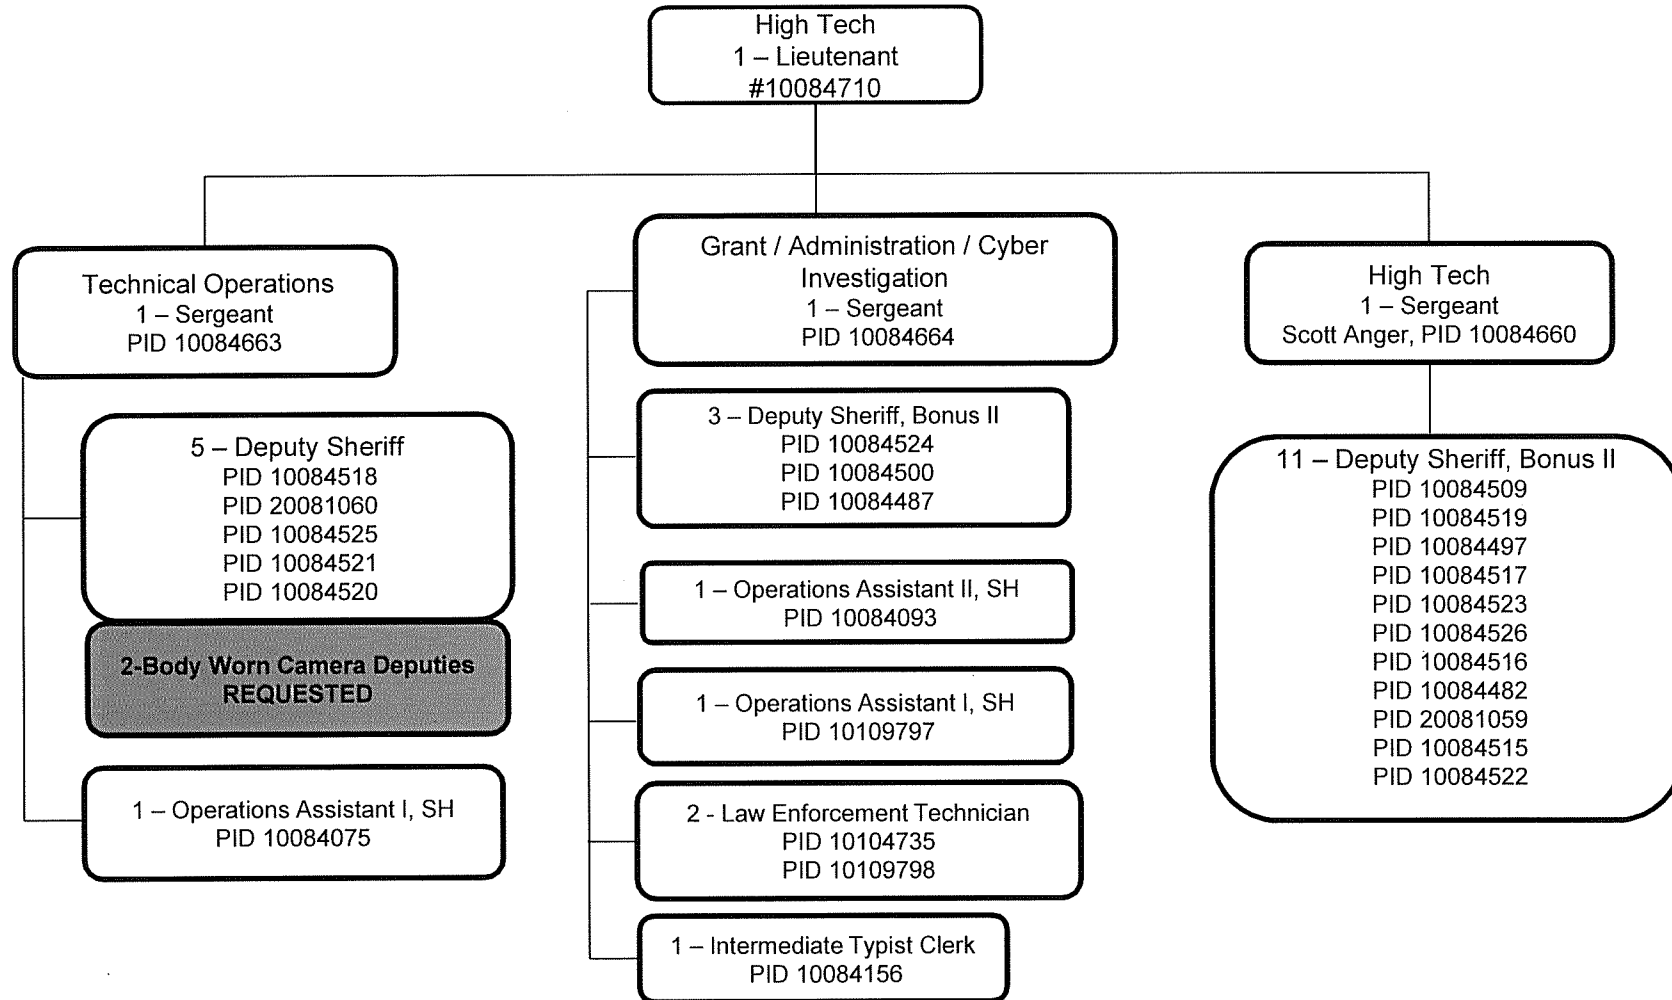 High Tech
1 – Lieutenant
#10084710
Technical Operations
1 – Sergeant
PID 10084663
5 – Deputy Sheriff
PID 10084518
PID 20081060
PID 10084525
PID 10084521
PID 10084520
2-Body Worn Camera Deputies
REQUESTED
1 – Operations Assistant I, SH
PID 10084075
Grant / Administration / Cyber
Investigation
1 – Sergeant
PID 10084664
3 – Deputy Sheriff, Bonus II
PID 10084524
PID 10084500
PID 10084487
1 – Operations Assistant II, SH
PID 10084093
1 – Operations Assistant I, SH
PID 10109797
2 - Law Enforcement Technician
PID 10104735
PID 10109798
1 – Intermediate Typist Clerk
PID 10084156
High Tech
1 – Sergeant
Scott Anger, PID 10084660
11 – Deputy Sheriff, Bonus II
PID 10084509
PID 10084519
PID 10084497
PID 10084517
PID 10084523
PID 10084526
PID 10084516
PID 10084482
PID 20081059
PID 10084515
PID 10084522